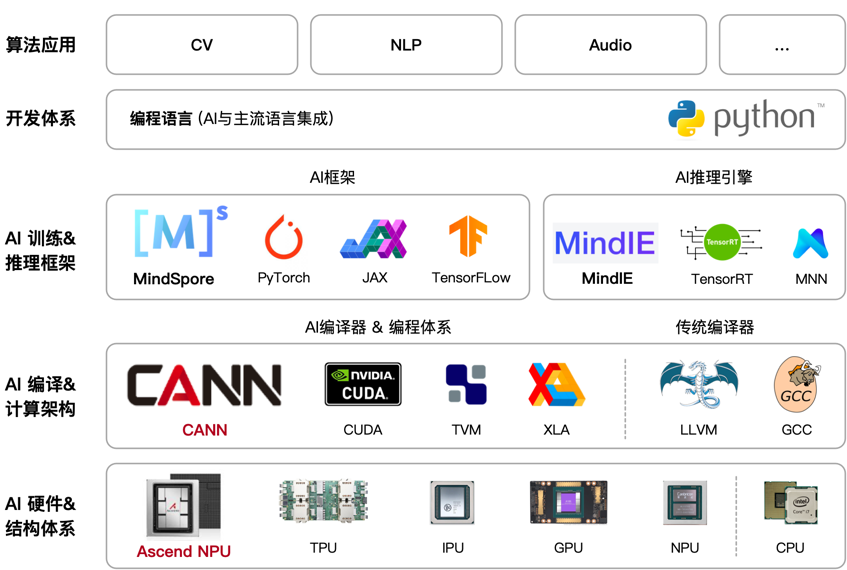 算法应用
CV
NLP
Audio
...
开发体系
编程语言 (AI与主流语言集成)
python™
AI框架
AI推理引擎
AI 训练&
推理框架
[M]s
MindSpore
PyTorch
JAX
TensorFLow
MindIE
MindIE
TensorRT
TensorRT
MNN
AI编译器 & 编程体系
传统编译器
AI 编译&
计算架构
CANN
CANN
NVIDIA.
CUDA.
CUDA
TVM
XLA
LLVM
GCC
GCC
AI 硬件&
结构体系
Ascend NPU
TPU
IPU
GPU
NPU
intel
CPU